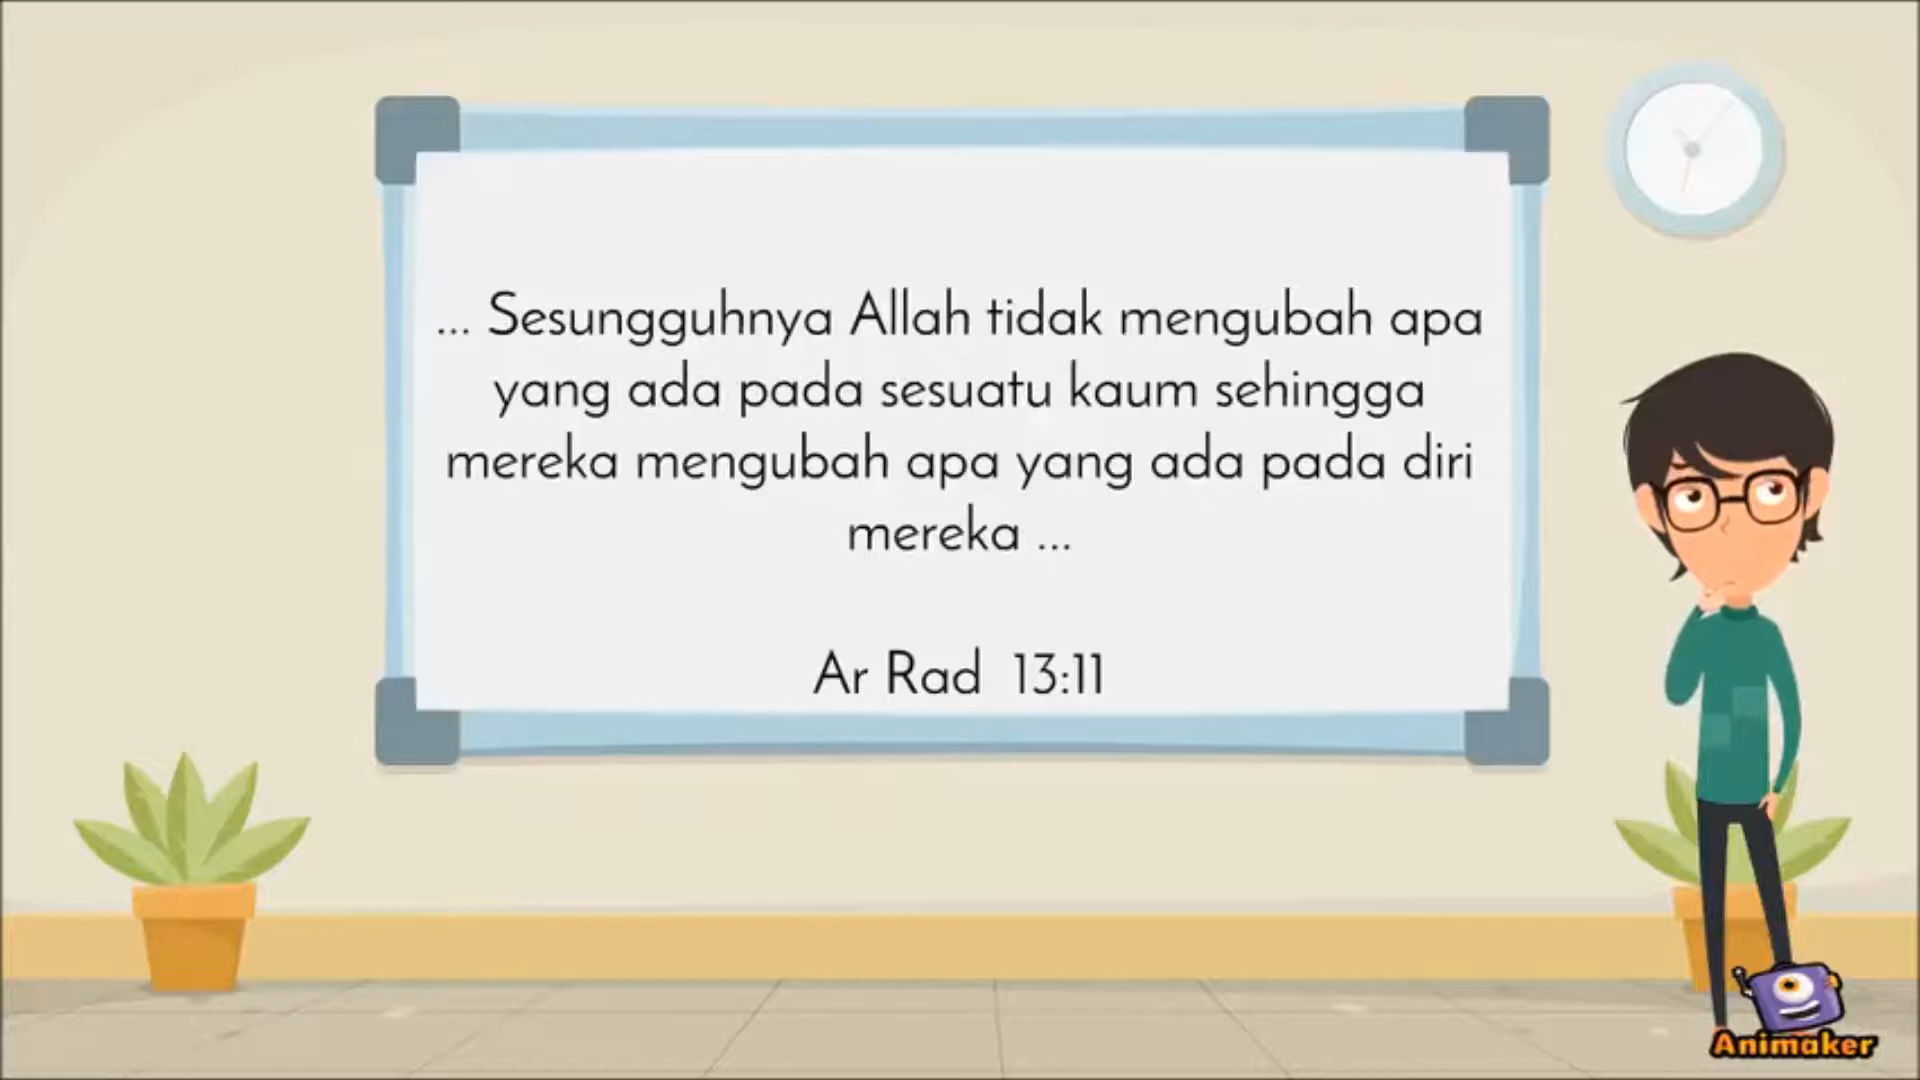 ... Sesungguhnya Allah tidak mengubah apa
yang ada pada sesuatu kaum sehingga
mereka mengubah apa yang ada pada diri
mereka ...
Ar Rad 13:11
Animaker